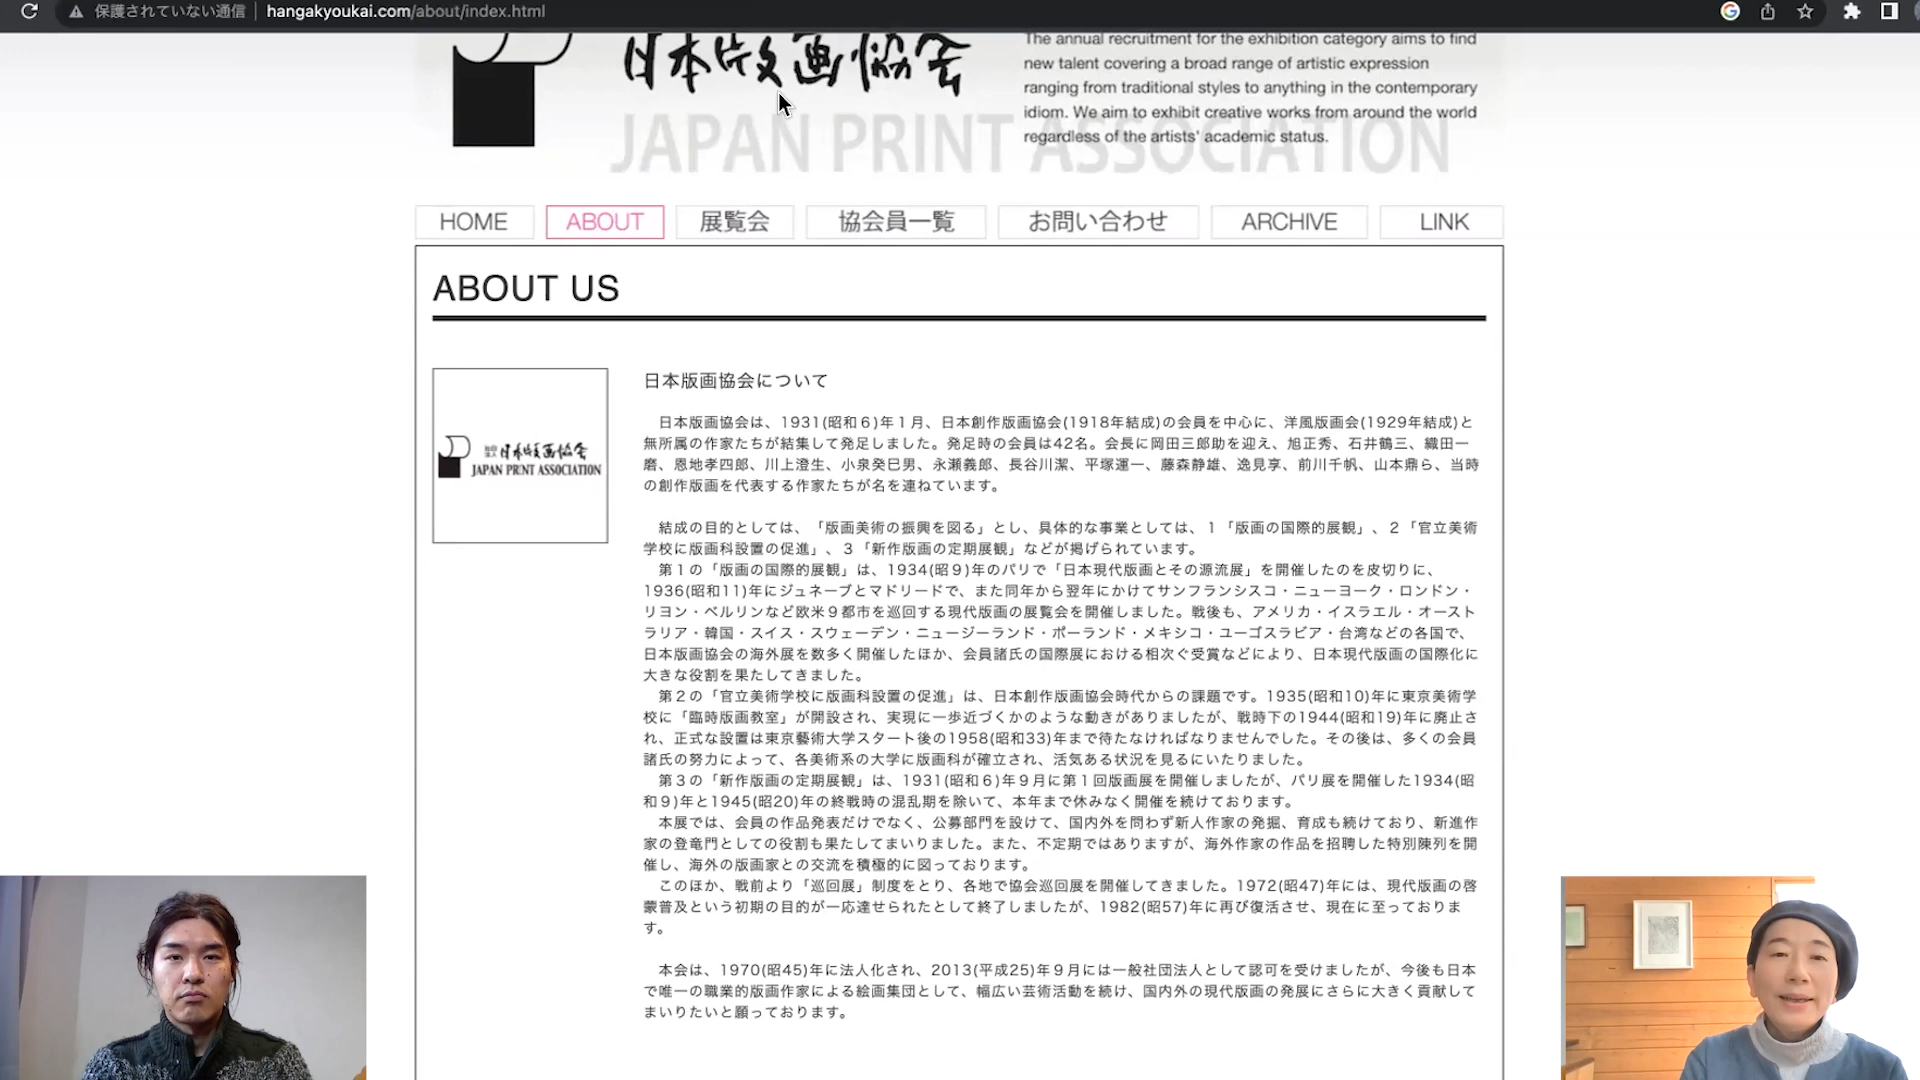 保護されていない通信 hangakyoukai.com/about/index.html
日本版画協会
The annual recruitment for the exhibition category aims to find
new talent covering a broad range of artistic expression
ranging from traditional styles to anything in the contemporary
idiom. We aim to exhibit creative works from around the world
regardless of the artists' academic status.
JAPAN PRINT ASSOCIATION
HOME ABOUT 展覧会 協会員一覧 お問い合わせ ARCHIVE LINK
ABOUT US
社団法人 日本版画協会
JAPAN PRINT ASSOCIATION
日本版画協会について
日本版画協会は、1931(昭和６)年１月、日本創作版画協会(1918年結成)の会員を中心に、洋風版画会(1929年結成)と
無所属の作家たちが結集して発足しました。発足時の会員は42名。会長に岡田三郎助を迎え、旭正秀、石井鶴三、織田一
磨、恩地孝四郎、川上澄生、小泉癸巳男、永瀬義郎、長谷川潔、平塚運一、藤森静雄、逸見享、前川千帆、山本鼎ら、当時
の創作版画を代表する作家たちが名を連ねています。
結成の目的としては、「版画美術の振興を図る」とし、具体的な事業としては、１「版画の国際的展観」、２「官立美術
学校に版画科設置の促進」、３「新作版画の定期展観」などが掲げられています。
第１の「版画の国際的展観」は、1934(昭９)年のパリで「日本現代版画とその源流展」を開催したのを皮切りに、
1936(昭和11)年にジュネーブとマドリードで、また同年から翌年にかけてサンフランシスコ・ニューヨーク・ロンドン・
リヨン・ベルリンなど欧米９都市を巡回する現代版画の展覧会を開催しました。戦後も、アメリカ・イスラエル・オースト
ラリア・韓国・スイス・スウェーデン・ニュージーランド・ポーランド・メキシコ・ユーゴスラビア・台湾などの各国で、
日本版画協会の海外展を数多く開催したほか、会員諸氏の国際展における相次ぐ受賞などにより、日本現代版画の国際化に
大きな役割を果たしてきました。
第２の「官立美術学校に版画科設置の促進」は、日本創作版画協会時代からの課題です。1935(昭和10)年に東京美術学
校に「臨時版画教室」が開設され、実現に一歩近づくかのような動きがありましたが、戦時下の1944(昭和19)年に廃止さ
れ、正式な設置は東京藝術大学スタート後の1958(昭和33)年まで待たなければなりませんでした。その後は、多くの会員
諸氏の努力によって、各美術系の大学に版画科が確立され、活気ある状況を見るにいたりました。
第３の「新作版画の定期展観」は、1931(昭和６)年９月に第１回版画展を開催しましたが、パリ展を開催した1934(昭
和９)年と1945(昭20)年の終戦時の混乱期を除いて、本年まで休みなく開催を続けております。
本展では、会員の作品発表だけでなく、公募部門を設けて、国内外を問わず新人作家の発掘、育成も続けており、新進作
家の登竜門としての役割も果たしてまいりました。また、不定期ではありますが、海外作家の作品を招聘した特別陳列を開
催し、海外の版画家との交流を積極的に図っております。
このほか、戦前より「巡回展」制度をとり、各地で協会巡回展を開催してきました。1972(昭47)年には、現代版画の啓
蒙普及という初期の目的が一応達せられたとして終了しましたが、1982(昭57)年に再び復活させ、現在に至っておりま
す。
本会は、1970(昭45)年に法人化され、2013(平成25)年９月には一般社団法人として認可を受けましたが、今後も日本
で唯一の職業的版画作家による絵画集団として、幅広い芸術活動を続け、国内外の現代版画の発展にさらに大きく貢献して
まいりたいと願っております。